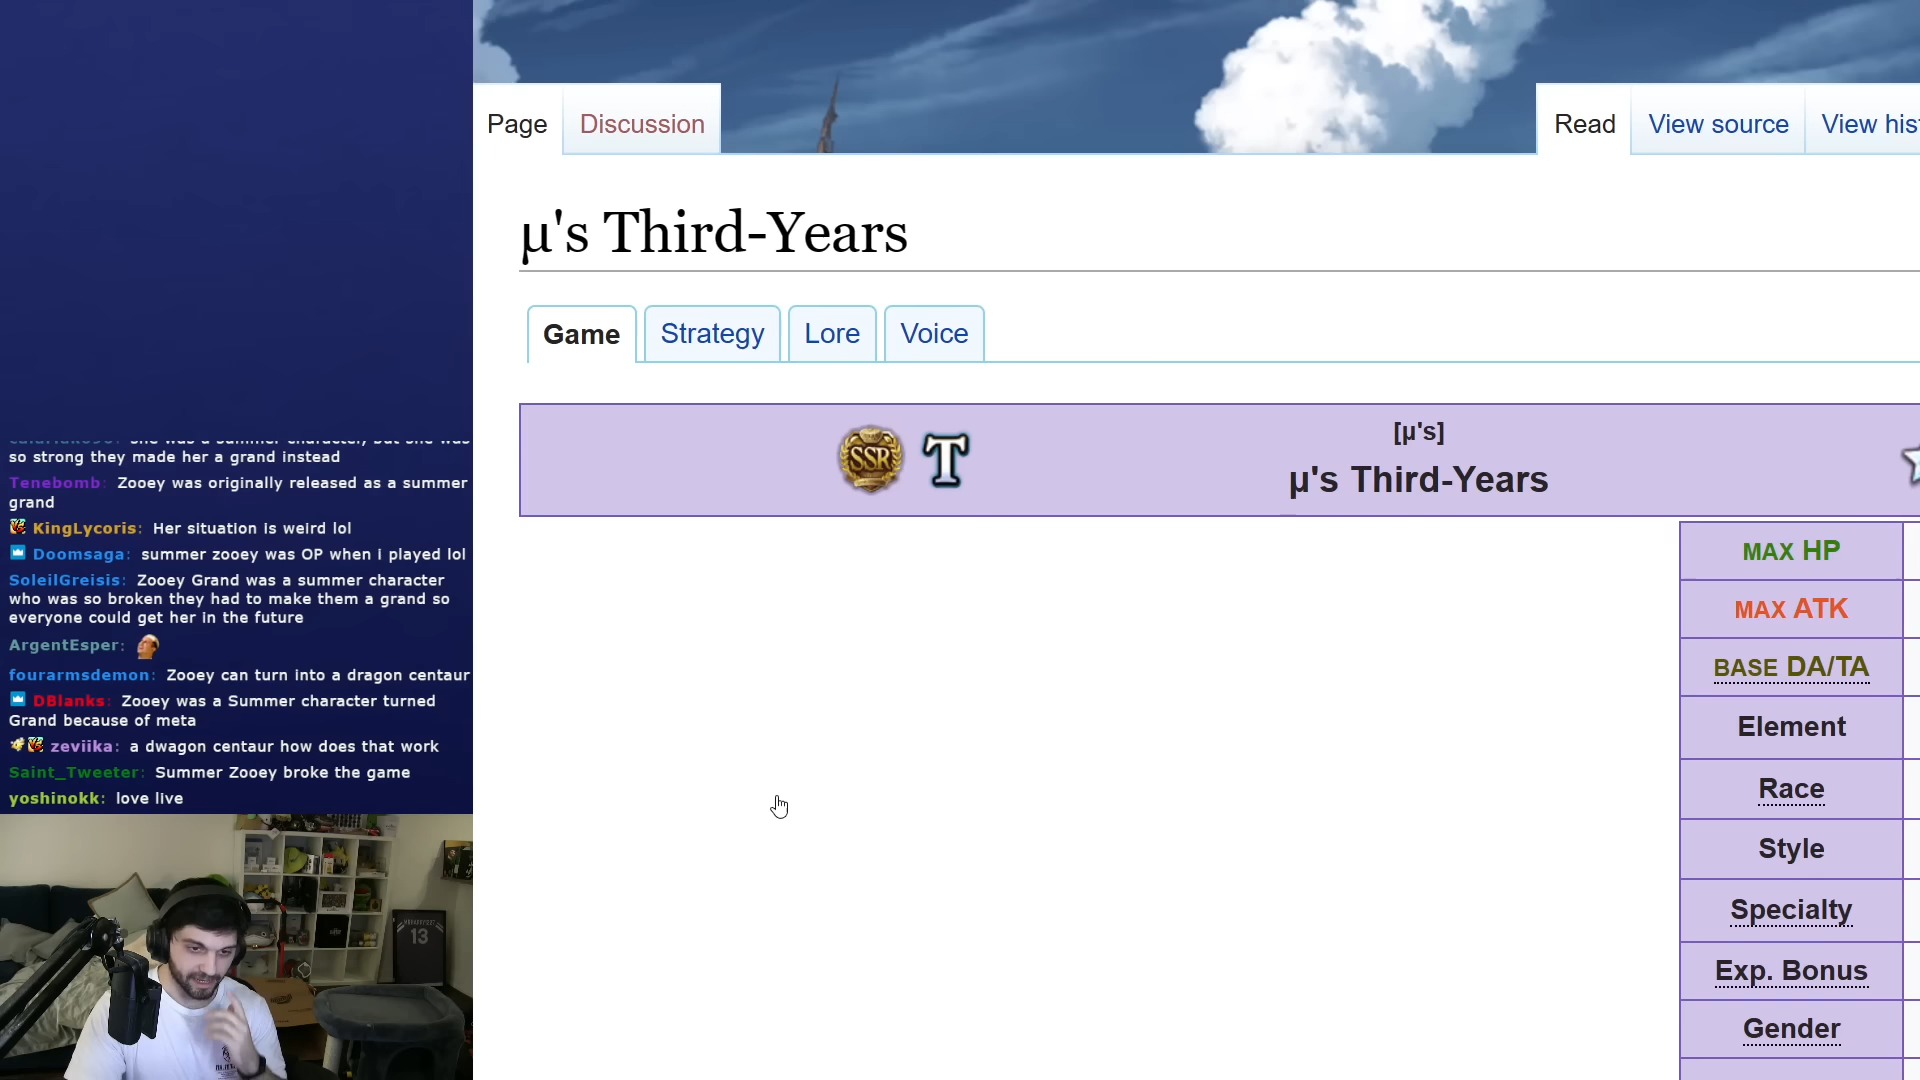 so strong they made her a grand instead
Tenebomb: Zooey was originally released as a summer
grand
KingLycoris: Her situation is weird lol
Doomsaga: summer zooey was OP when i played lol
SoleilGreisis: Zooey Grand was a summer character
who was so broken they had to make them a grand so
everyone could get her in the future
ArgentEsper:
fourarmsdemon: Zooey can turn into a dragon centaur
DBlanks: Zooey was a Summer character turned
Grand because of meta
zeviika: a dwagon centaur how does that work
Saint_Tweeter: Summer Zooey broke the game
yoshinokk: love live
13
Page
Discussion
Read
View source
View his
µ's Third-Years
Game
Strategy
Lore
Voice
SSR
T
[µ's]
µ's Third-Years
MAX HP
MAX ATK
BASE DA/TA
Element
Race
Style
Specialty
Exp. Bonus
Gender